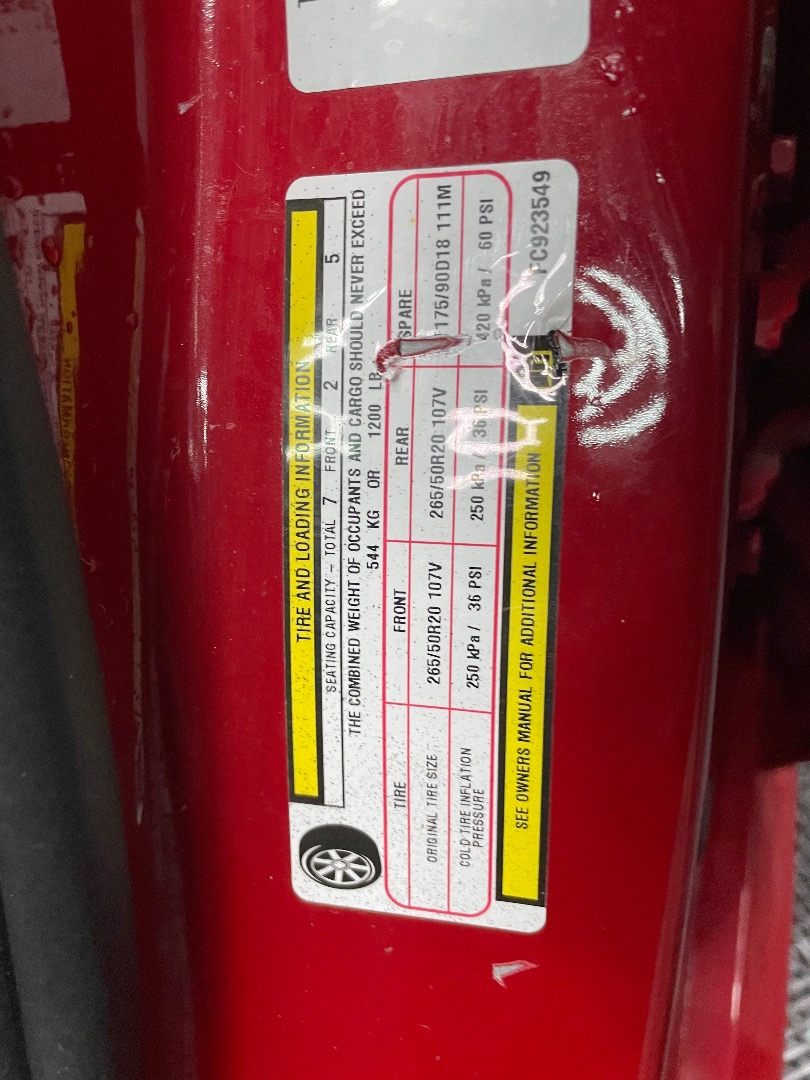 TIRE AND LOADING INFORMATION
SEATING CAPACITY – TOTAL 7 FRONT 2 REAR 5
THE COMBINED WEIGHT OF OCCUPANTS AND CARGO SHOULD NEVER EXCEED
544 KG OR 1200 LB
TIRE FRONT REAR SPARE
ORIGINAL TIRE SIZE 265/50R20 107V 265/50R20 107V T175/90D18 111M
COLD TIRE INFLATION PRESSURE 250 kPa / 36 PSI 250 kPa / 36 PSI 420 kPa / 60 PSI
SEE OWNERS MANUAL FOR ADDITIONAL INFORMATION
FC923549